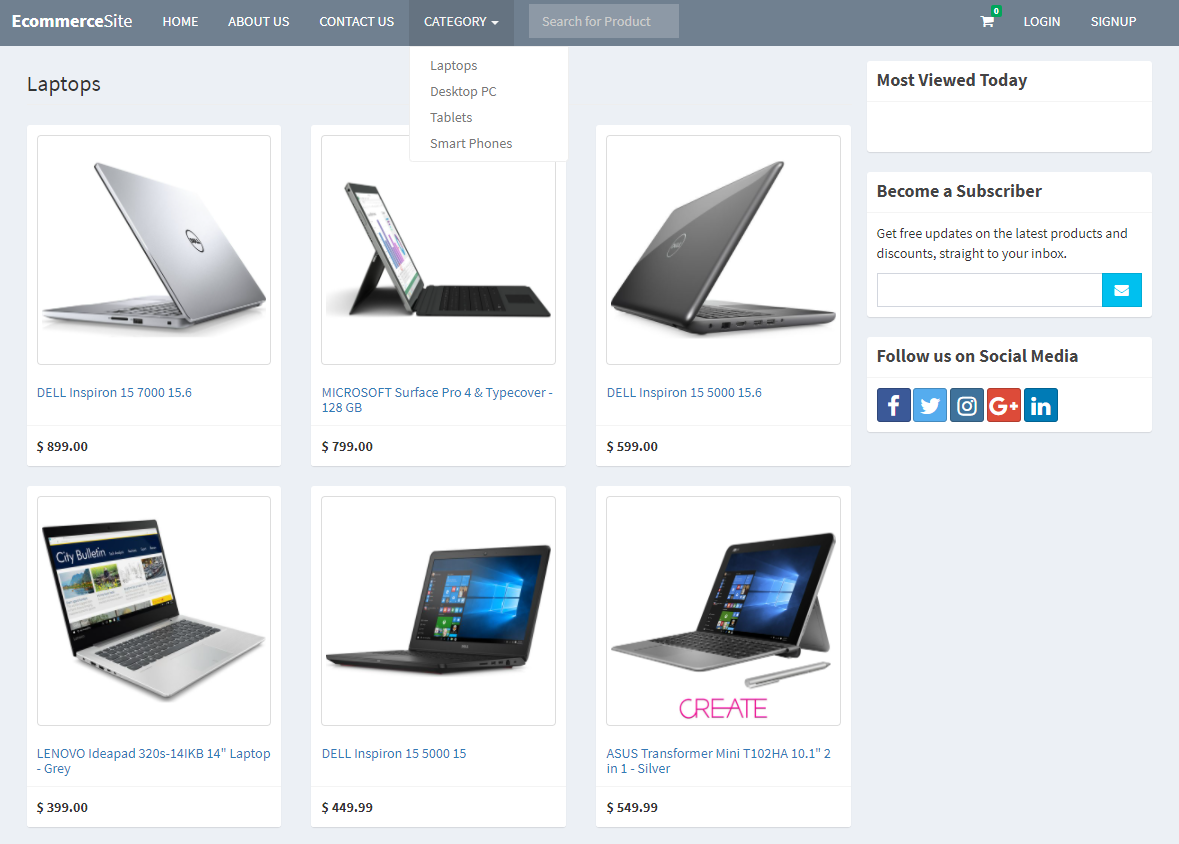 EcommerceSite HOME ABOUT US CONTACT US CATEGORY Search for Product 0 LOGIN SIGNUP
Laptops
Desktop PC
Tablets
Smart Phones
Laptops
DELL
DELL
DELL Inspiron 15 7000 15.6
$ 899.00
MICROSOFT Surface Pro 4 & Typecover -
128 GB
$ 799.00
DELL Inspiron 15 5000 15.6
$ 599.00
City Bulletin
CREATE
LENOVO Ideapad 320s-14IKB 14" Laptop
- Grey
$ 399.00
DELL Inspiron 15 5000 15
$ 449.99
ASUS Transformer Mini T102HA 10.1" 2
in 1 - Silver
$ 549.99
Most Viewed Today
Become a Subscriber
Get free updates on the latest products and
discounts, straight to your inbox.
Follow us on Social Media
f
G+
in